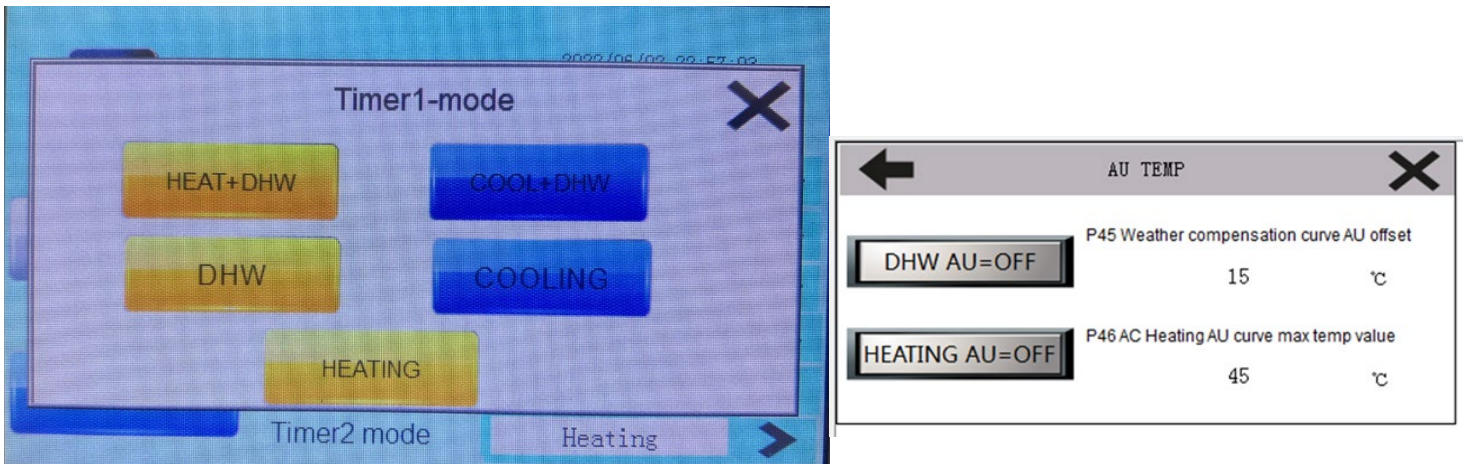 Timer1-mode
HEAT+DHW
COOL+DHW
DHW
COOLING
HEATING
Timer2 mode
Heating
AU TEMP
DHW AU=OFF
P45 Weather compensation curve AU offset
15 ℃
HEATING AU=OFF
P46 AC Heating AU curve max temp value
45 ℃